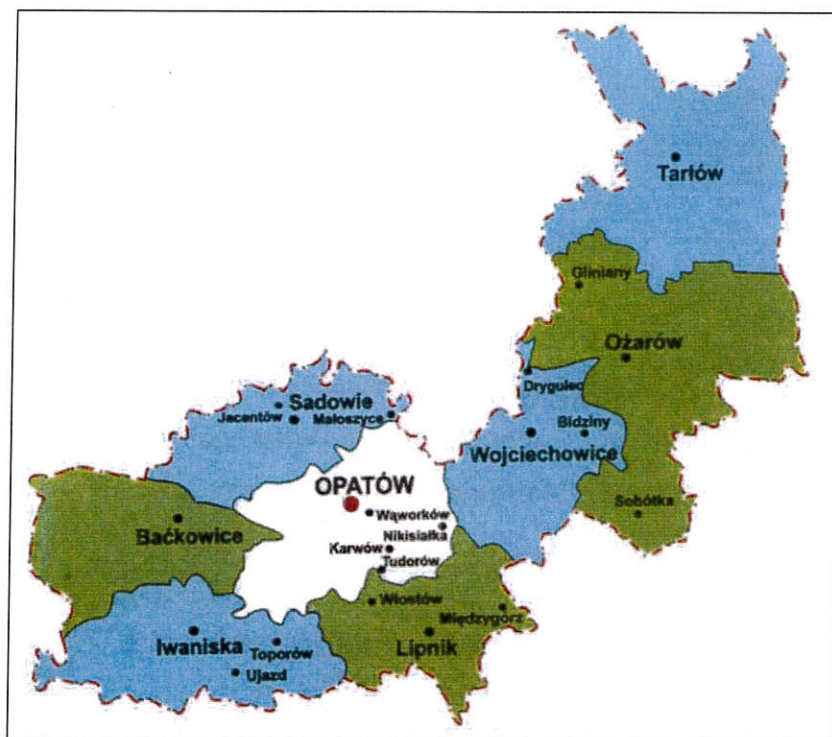 Tarłów
Gliniany
Ożarów
Drygulec
Sadowie
Jacentów
Małoszyce
Bidziny
Wojciechowice
OPATÓW
Sobótka
Wąworków
Baćkowice
Nikisiałka
Karwów
Tudorów
Włostów
Międzygórz
Iwaniska
Lipnik
Toporów
Ujazd